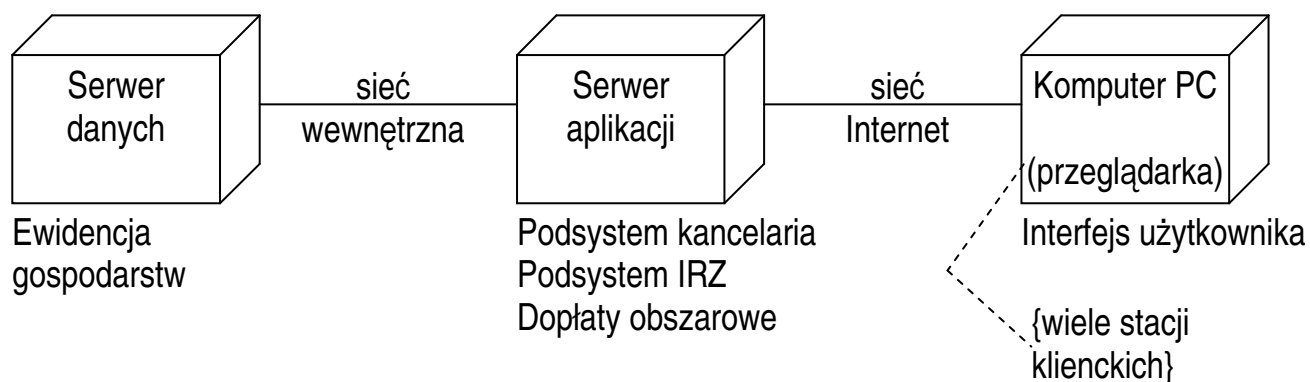 Serwer
danych
sieć
wewnętrzna
Serwer
aplikacji
sieć
Internet
Komputer PC
(przeglądarka)
Ewidencja
gospodarstw
Podsystem kancelaria
Podsystem IRZ
Dopłaty obszarowe
Interfejs użytkownika
{wiele stacji
klienckich}